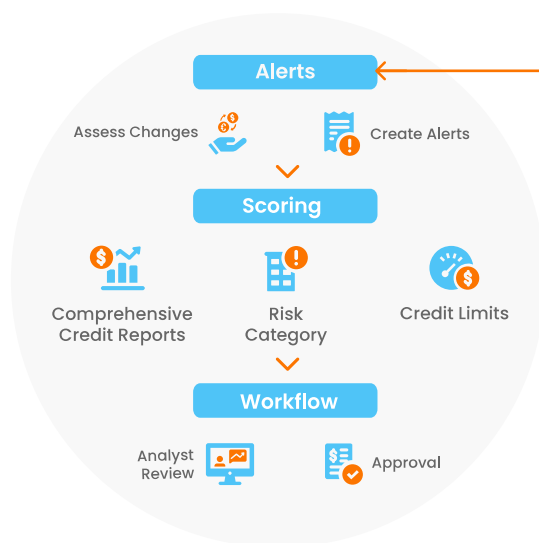 Alerts
Assess Changes
Create Alerts
Scoring
Comprehensive
Credit Reports
Risk
Category
Credit Limits
Workflow
Analyst
Review
Approval